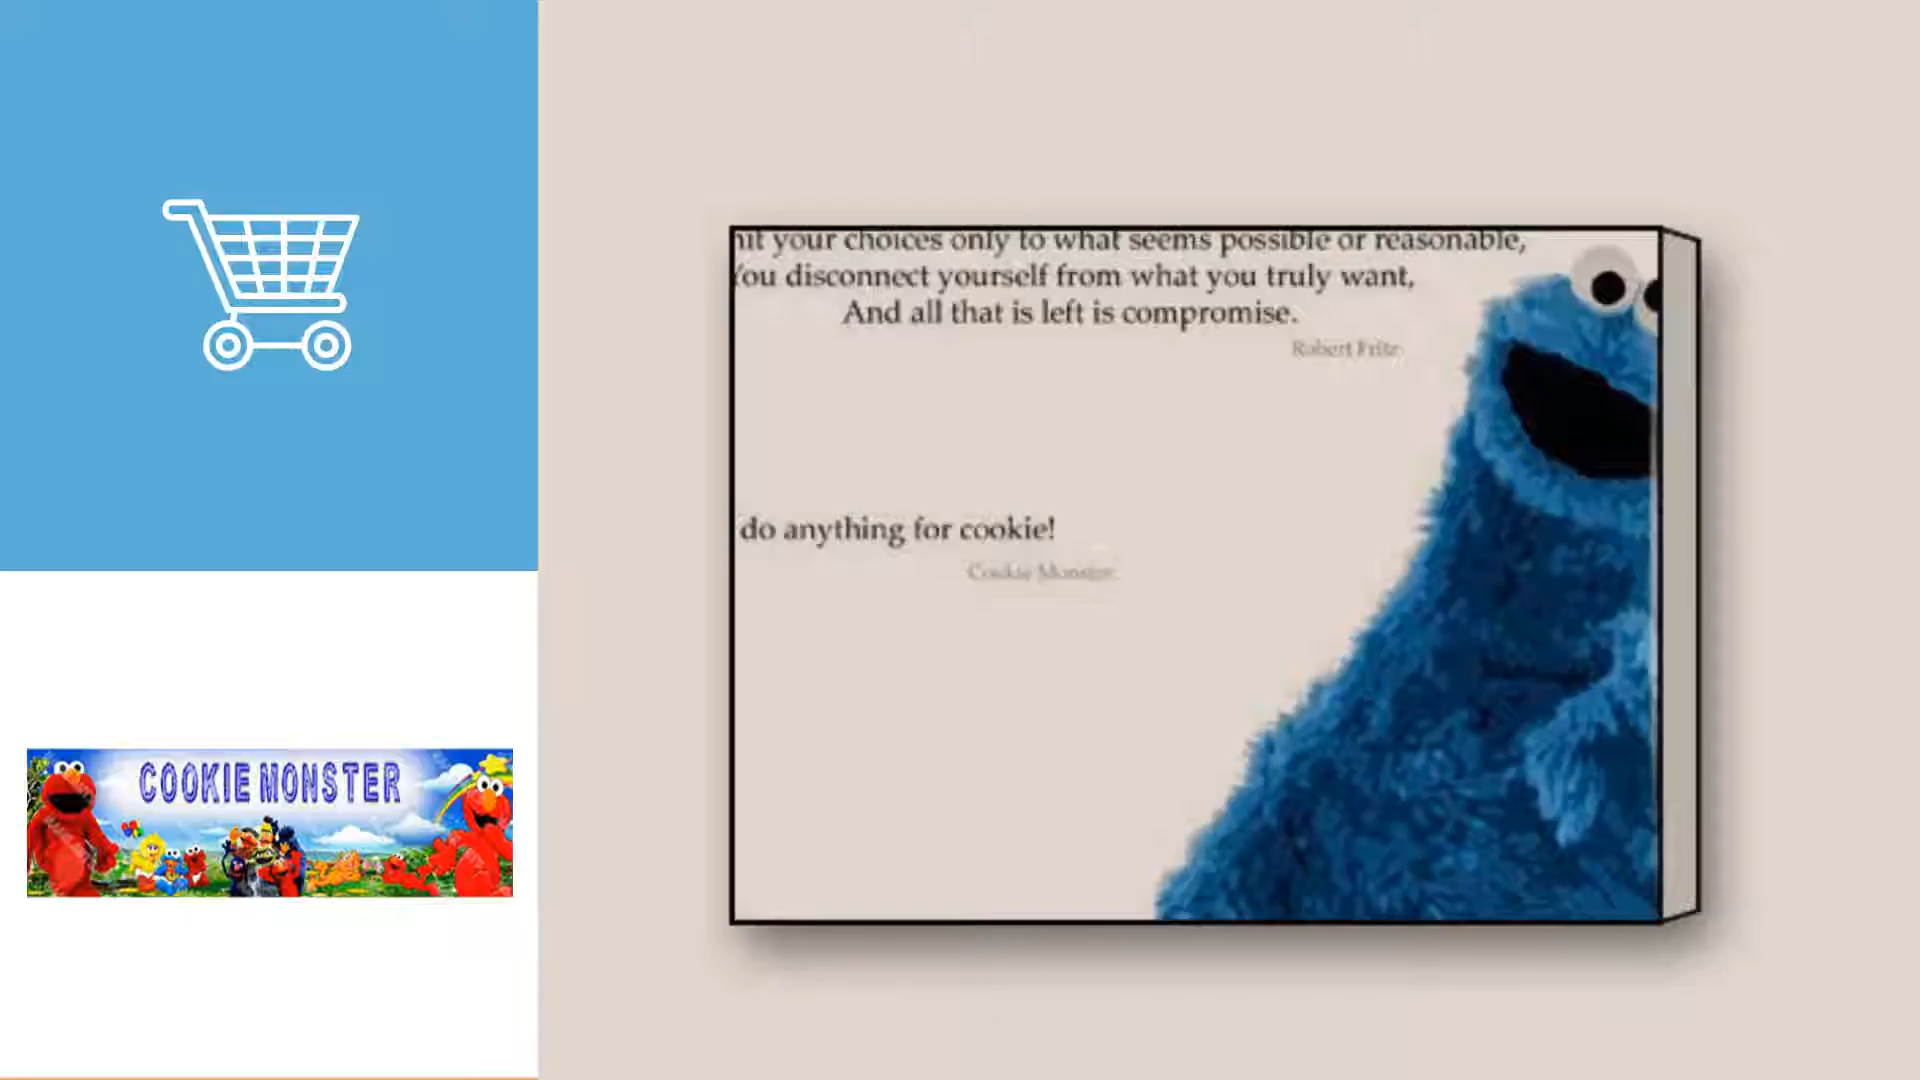 your choices only to what seems possible or reasonable,
You disconnect yourself from what you truly want,
And all that is left is compromise.
Robert Fritz
do anything for cookie!
Cookie Monster
COOKIE MONSTER